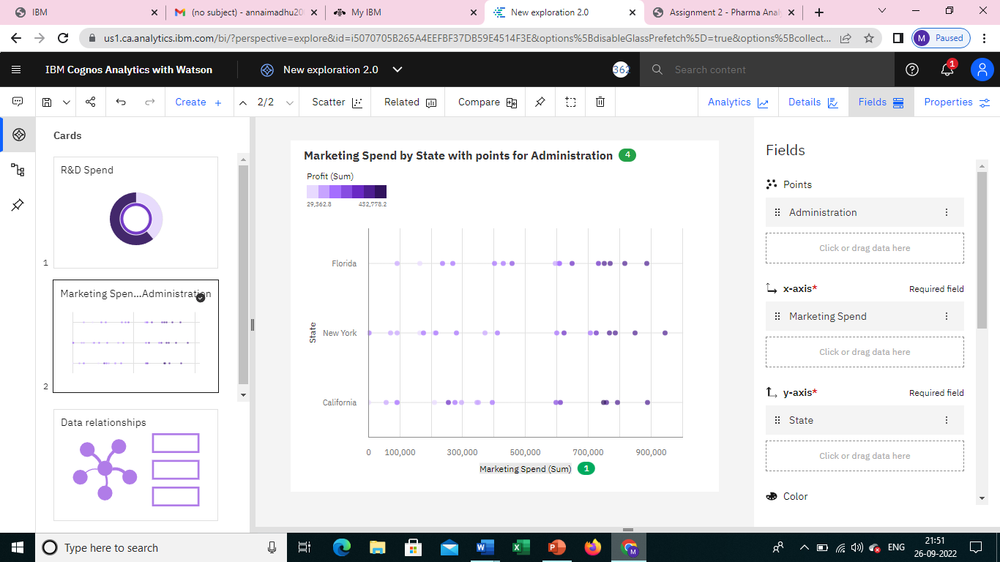 IBM
(no subject) - annaimadhu20
My IBM
New exploration 2.0
Assignment 2 - Pharma Anal
us1.ca.analytics.ibm.com/bi/?perspective=explore&id=i5070705B265A4EEFBF37DB59E4514F3E&options%5BdisableGlassPrefetch%5D=true&options%5Bcollect...
M Paused
IBM Cognos Analytics with Watson
New exploration 2.0
362
Search content
1
Create
2/2
Scatter
Related
Compare
Analytics
Details
Fields
Properties
Cards
R&D Spend
1
Marketing Spen...Administration
2
Data relationships
Marketing Spend by State with points for Administration 4
Profit (Sum)
29,362.8 432,778.2
State
Florida
New York
California
0 100,000 300,000 500,000 700,000 900,000
Marketing Spend (Sum) 1
Fields
Points
Administration
Click or drag data here
x-axis* Required field
Marketing Spend
Click or drag data here
y-axis* Required field
State
Click or drag data here
Color
Type here to search
ENG
21:51
26-09-2022